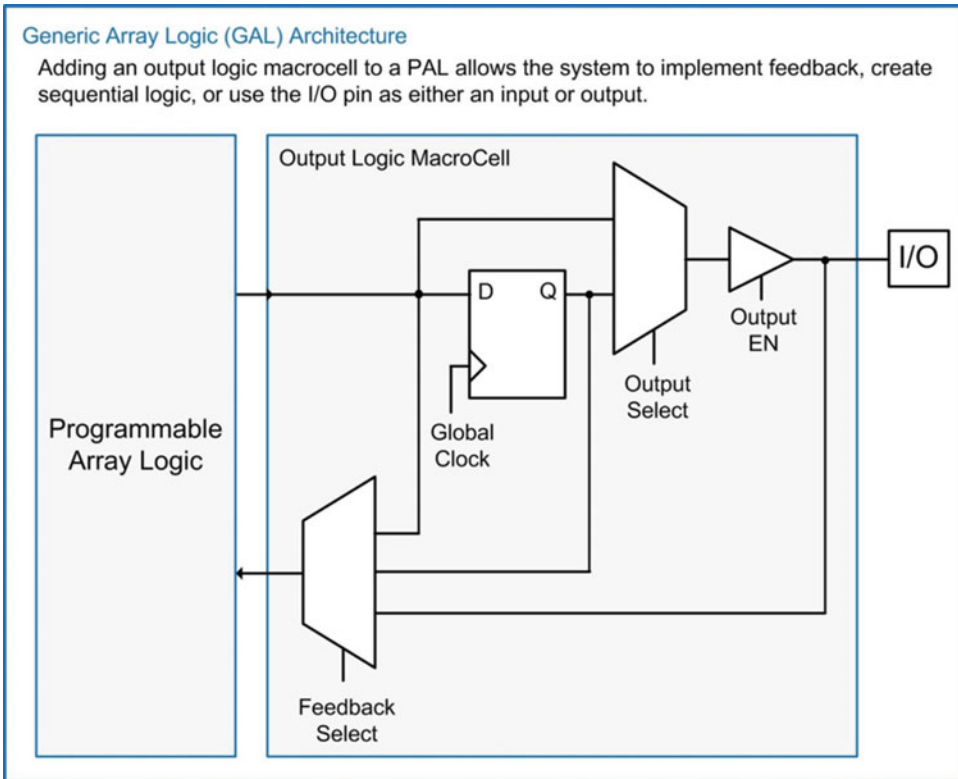 Generic Array Logic (GAL) Architecture
Adding an output logic macrocell to a PAL allows the system to implement feedback, create
sequential logic, or use the I/O pin as either an input or output.
Output Logic MacroCell
I/O
D Q
Output
EN
Output
Select
Global
Clock
Programmable
Array Logic
Feedback
Select